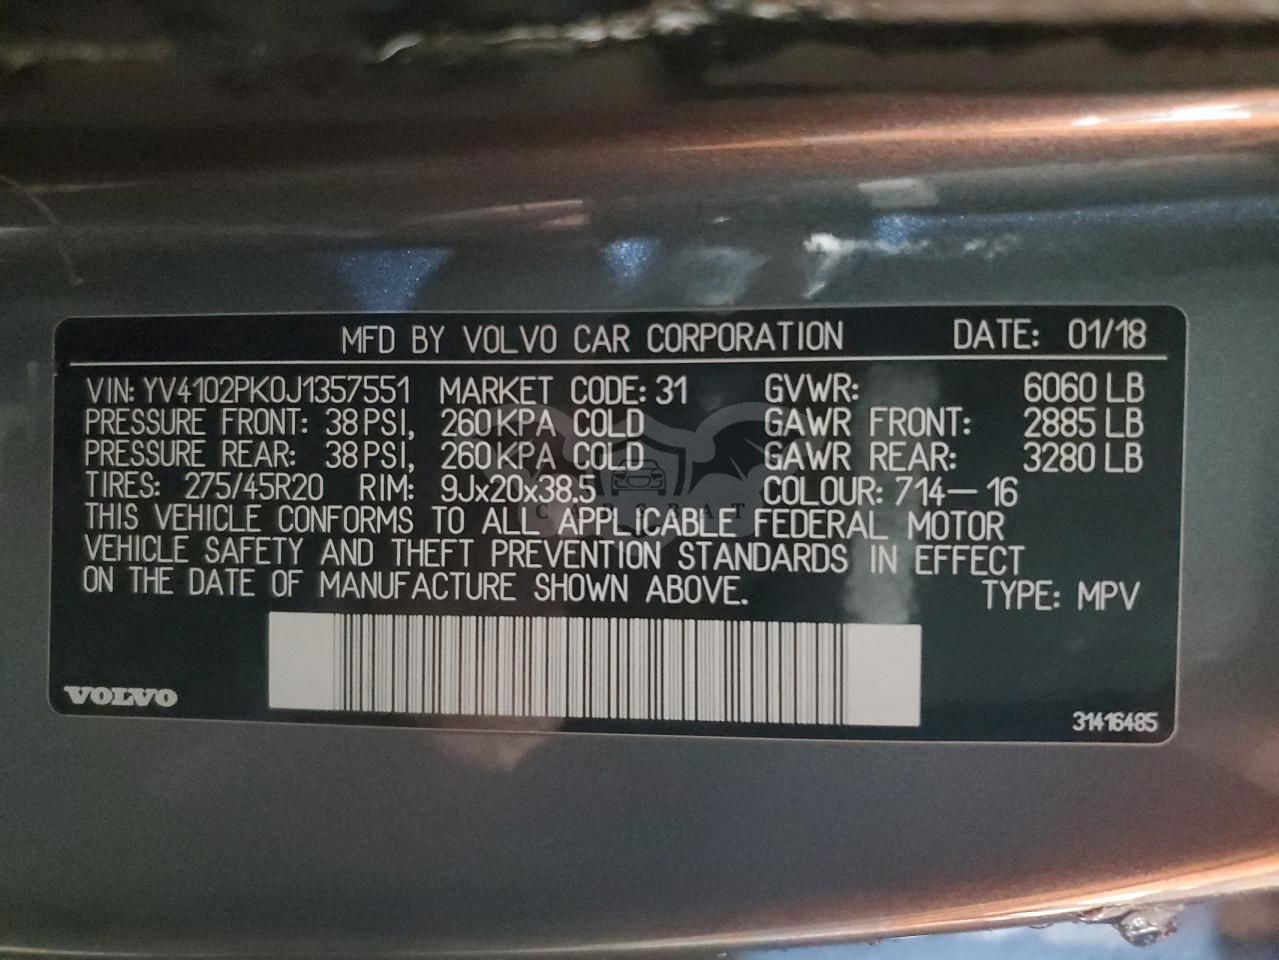 MFD BY VOLVO CAR CORPORATION DATE: 01/18
VIN: YV4102PK0J1357551 MARKET CODE: 31 GVWR: 6060 LB
PRESSURE FRONT: 38 PSI, 260 KPA COLD GAWR FRONT: 2885 LB
PRESSURE REAR: 38 PSI, 260 KPA COLD GAWR REAR: 3280 LB
TIRES: 275/45R20 RIM: 9Jx20x38.5 COLOUR: 714–16
THIS VEHICLE CONFORMS TO ALL APPLICABLE FEDERAL MOTOR
VEHICLE SAFETY AND THEFT PREVENTION STANDARDS IN EFFECT
ON THE DATE OF MANUFACTURE SHOWN ABOVE. TYPE: MPV
VOLVO
31416485